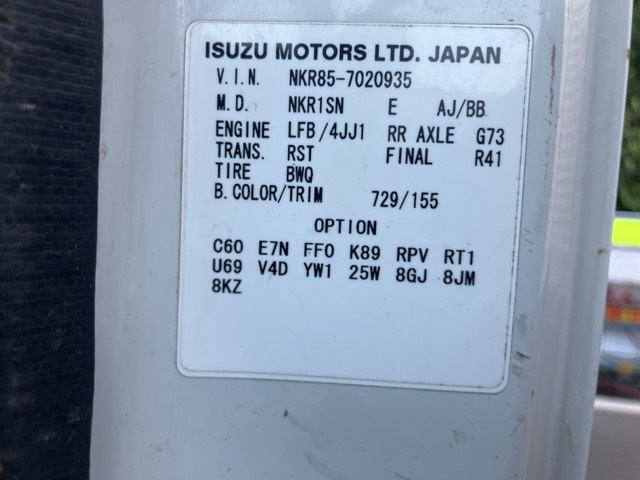 ISUZU MOTORS LTD. JAPAN
V.I.N. NKR85-7020935
M.D. NKR1SN E AJ/BB
ENGINE LFB/4JJ1 RR AXLE G73
TRANS. RST FINAL R41
TIRE BWQ
B.COLOR/TRIM 729/155
OPTION
C60 E7N FF0 K89 RPV RT1
U69 V4D YW1 25W 8GJ 8JM
8KZ